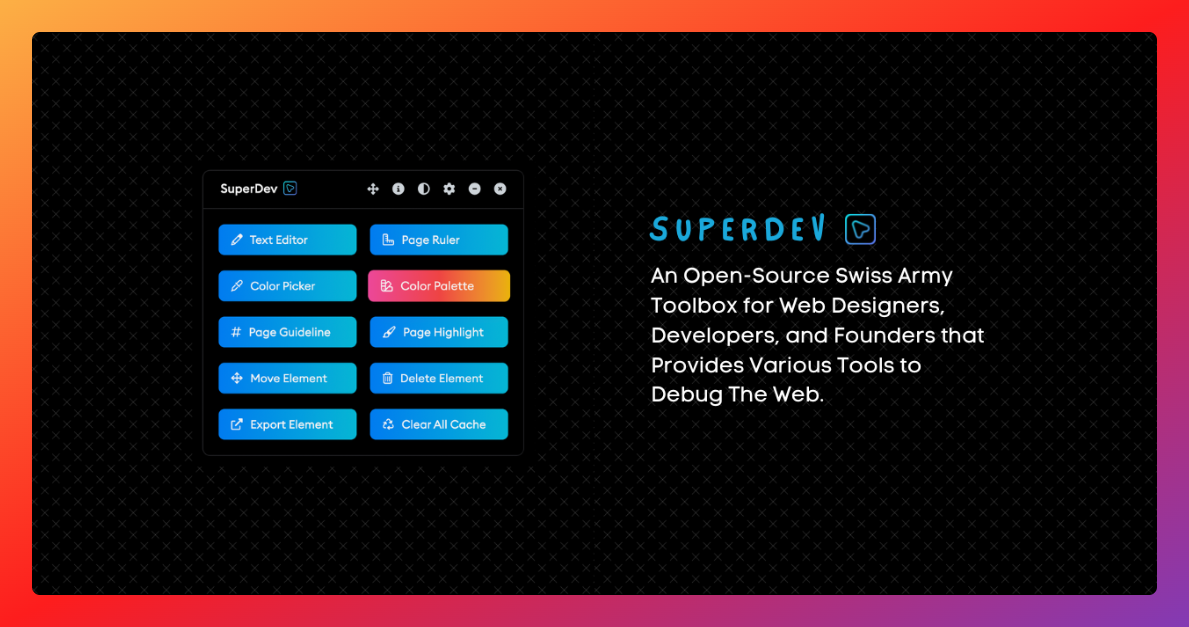 SuperDev
Text Editor
Page Ruler
Color Picker
Color Palette
Page Guideline
Page Highlight
Move Element
Delete Element
Export Element
Clear All Cache
SUPERDEV
An Open-Source Swiss Army
Toolbox for Web Designers,
Developers, and Founders that
Provides Various Tools to
Debug The Web.